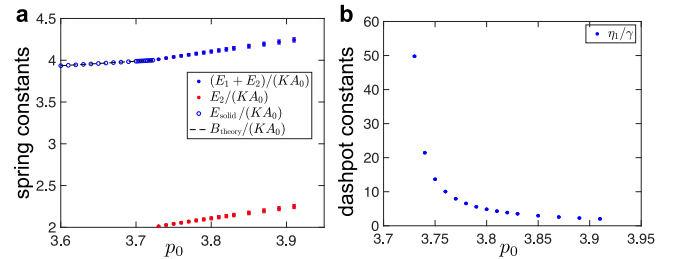 a
spring constants
4.5
4
3.5
3
2.5
2
(E₁ + E₂)/(KA₀)
E₂/(KA₀)
E_solid/(KA₀)
B_theory/(KA₀)
3.6
3.7
3.8
3.9
p₀
b
dashpot constants
60
50
40
30
20
10
0
η₁/γ
3.7
3.75
3.8
3.85
3.9
3.95
p₀